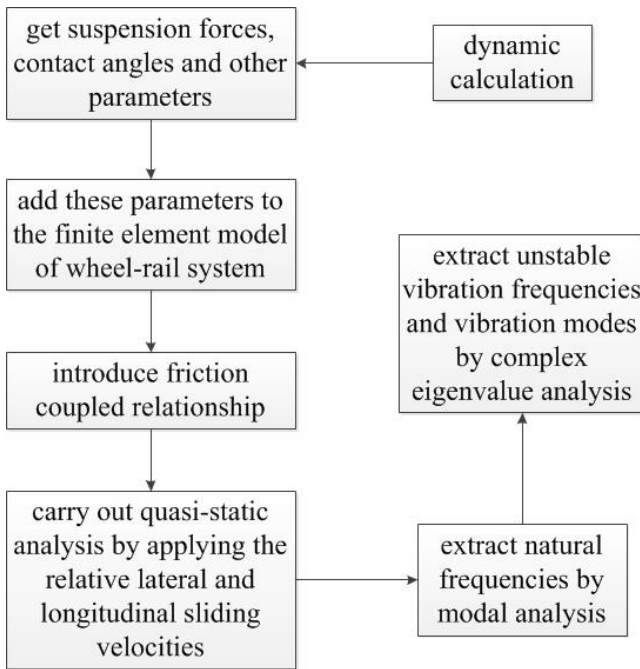 get suspension forces,
contact angles and other
parameters
dynamic
calculation
add these parameters to
the finite element model
of wheel-rail system
extract unstable
vibration frequencies
and vibration modes
by complex
eigenvalue analysis
introduce friction
coupled relationship
carry out quasi-static
analysis by applying the
relative lateral and
longitudinal sliding
velocities
extract natural
frequencies by
modal analysis